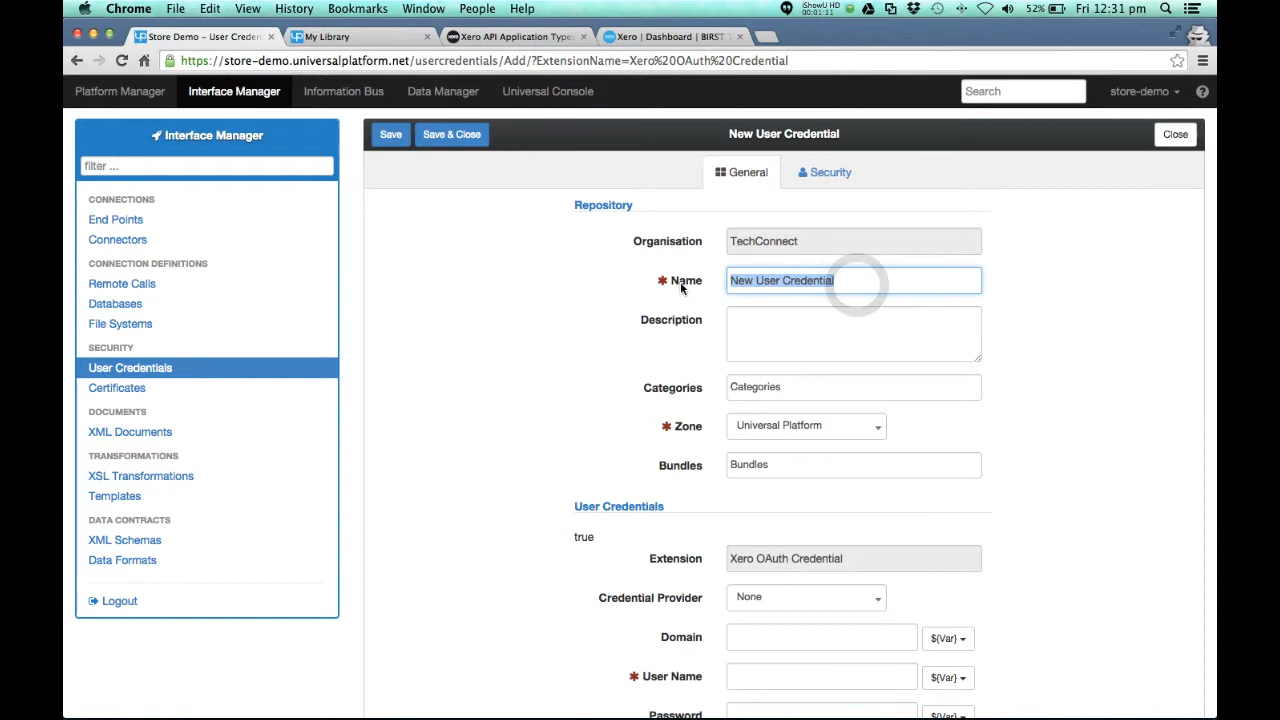 Chrome File Edit View History Bookmarks Window People Help iShowU HD 00:01:11 52% Fri 12:31 pm
Store Demo – User Creden × My Library × Xero API Application Type × Xero | Dashboard | BIRST T ×
https://store-demo.universalplatform.net/usercredentials/Add/?ExtensionName=Xero%20OAuth%20Credential
Platform Manager Interface Manager Information Bus Data Manager Universal Console Search store-demo
Interface Manager
filter ...
CONNECTIONS
End Points
Connectors
CONNECTION DEFINITIONS
Remote Calls
Databases
File Systems
SECURITY
User Credentials
Certificates
DOCUMENTS
XML Documents
TRANSFORMATIONS
XSL Transformations
Templates
DATA CONTRACTS
XML Schemas
Data Formats
Logout
Save Save & Close New User Credential Close
General Security
Repository
Organisation TechConnect
* Name New User Credential
Description
Categories Categories
* Zone Universal Platform
Bundles Bundles
User Credentials
true
Extension Xero OAuth Credential
Credential Provider None
Domain ${Var}
* User Name ${Var}
Password ${Var}